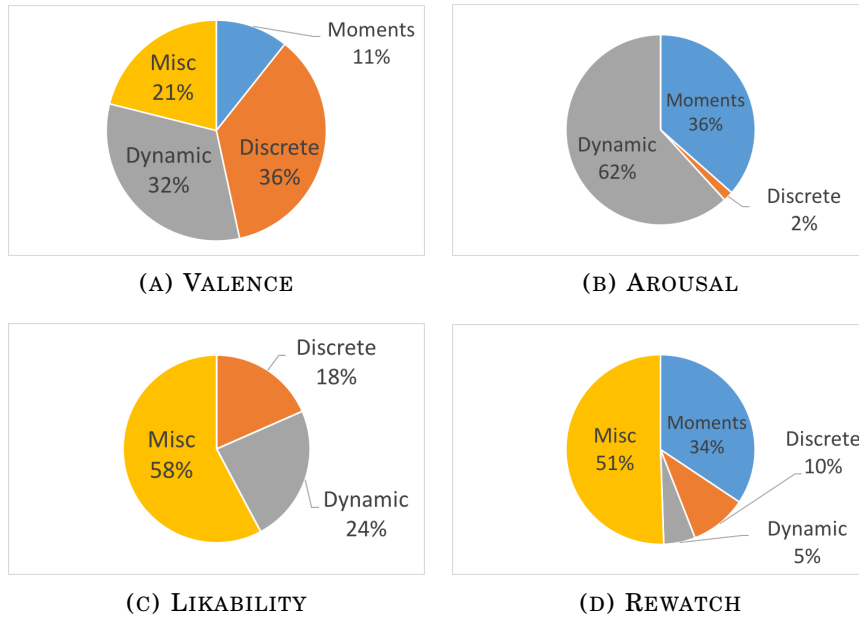 Moments
11%
Misc
21%
Discrete
36%
Dynamic
32%
(A) VALENCE
Moments
36%
Dynamic
62%
Discrete
2%
(B) AROUSAL
Discrete
18%
Misc
58%
Dynamic
24%
(C) LIKABILITY
Moments
34%
Misc
51%
Discrete
10%
Dynamic
5%
(D) REWATCH